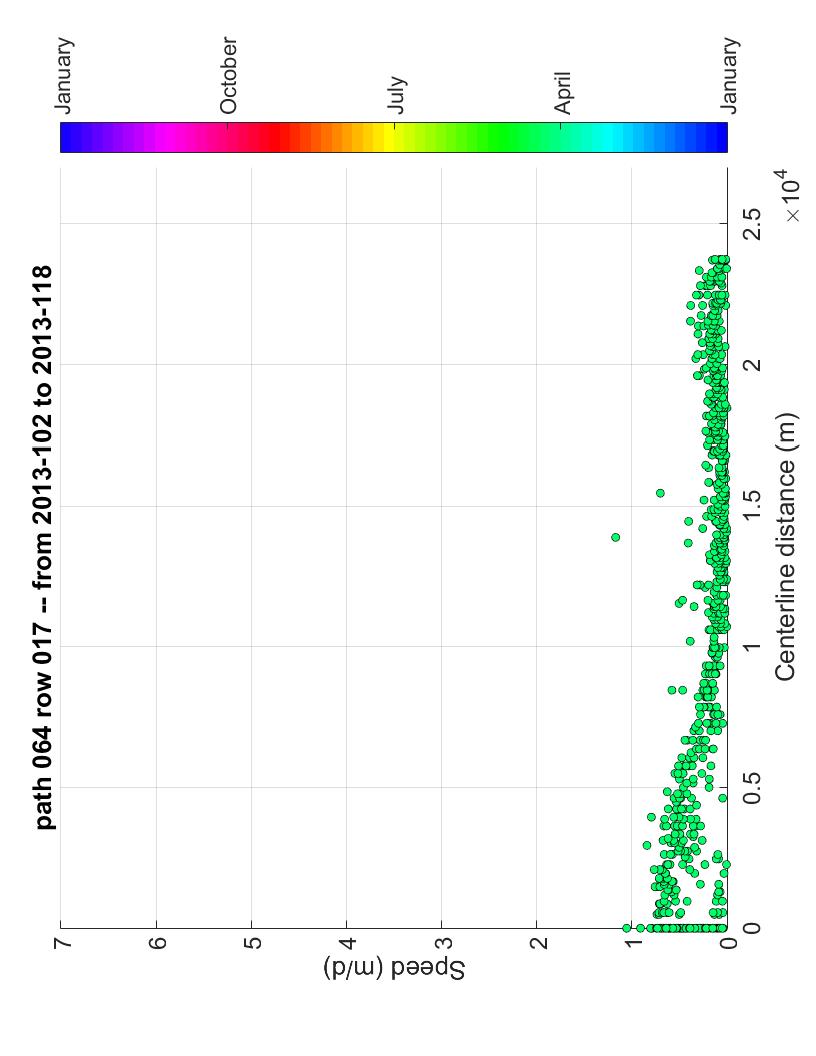 path 064 row 017 -- from 2013-102 to 2013-118
7
6
5
4
3
2
1
0
Speed (m/d)
0 0.5 1 1.5 2 2.5
Centerline distance (m)
×10^4
January
October
July
April
January